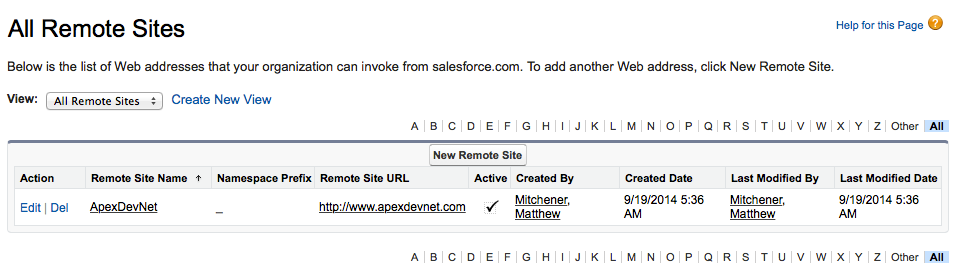 All Remote Sites
Help for this Page ?
Below is the list of Web addresses that your organization can invoke from salesforce.com. To add another Web address, click New Remote Site.
View: All Remote Sites Create New View
A | B | C | D | E | F | G | H | I | J | K | L | M | N | O | P | Q | R | S | T | U | V | W | X | Y | Z | Other | All
New Remote Site
Action Remote Site Name ↑ Namespace Prefix Remote Site URL Active Created By Created Date Last Modified By Last Modified Date
Edit | Del ApexDevNet _ http://www.apexdevnet.com ✓ Mitchener, Matthew 9/19/2014 5:36 AM Mitchener, Matthew 9/19/2014 5:36 AM
A | B | C | D | E | F | G | H | I | J | K | L | M | N | O | P | Q | R | S | T | U | V | W | X | Y | Z | Other | All